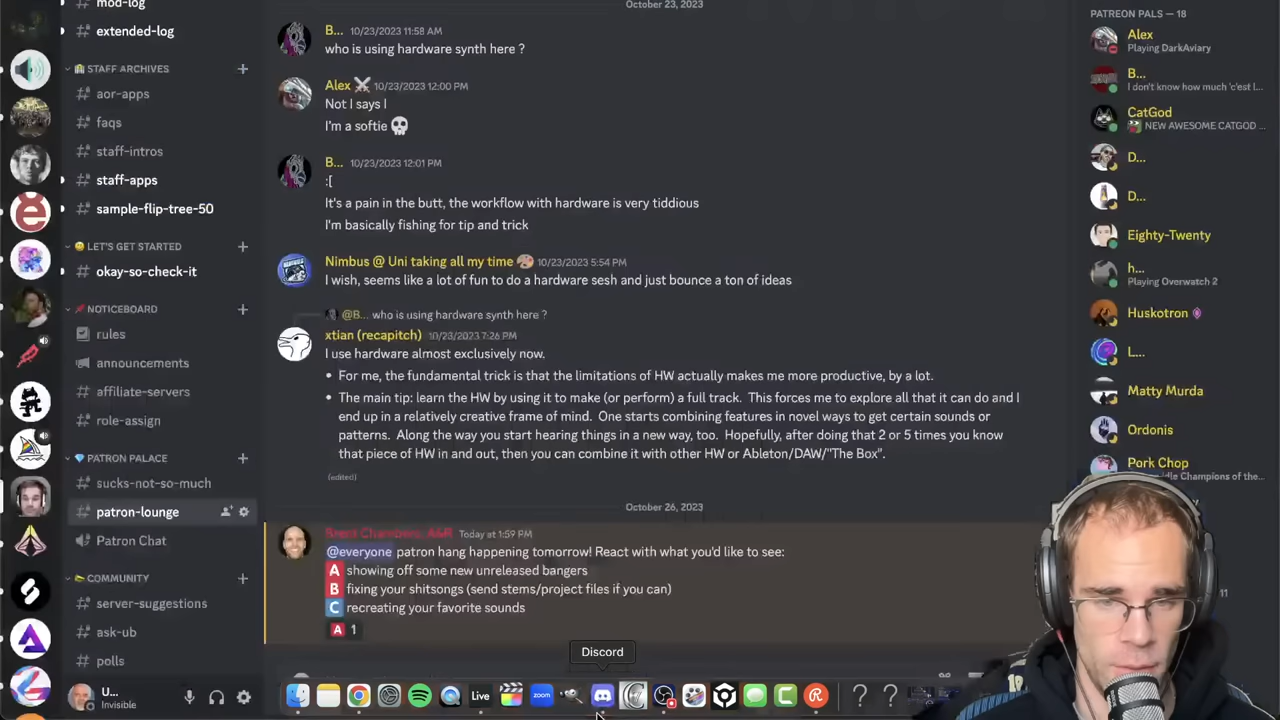 mod-log
extended-log
STAFF ARCHIVES
aor-apps
faqs
staff-intros
staff-apps
sample-flip-tree-50
LET'S GET STARTED
okay-so-check-it
NOTICEBOARD
rules
announcements
affiliate-servers
role-assign
PATRON PALACE
sucks-not-so-much
patron-lounge
Patron Chat
COMMUNITY
server-suggestions
ask-ub
polls
U...
Invisible
October 23, 2023
B... 10/23/2023 11:58 AM
who is using hardware synth here ?
Alex 10/23/2023 12:00 PM
Not I says I
I'm a softie
B... 10/23/2023 12:01 PM
:[
It's a pain in the butt, the workflow with hardware is very tiddious
I'm basically fishing for tip and trick
Nimbus @ Uni taking all my time 10/23/2023 5:54 PM
I wish, seems like a lot of fun to do a hardware sesh and just bounce a ton of ideas
@B... who is using hardware synth here ?
xtian (recapitch) 10/23/2023 7:26 PM
I use hardware almost exclusively now.
• For me, the fundamental trick is that the limitations of HW actually makes me more productive, by a lot.
• The main tip: learn the HW by using it to make (or perform) a full track. This forces me to explore all that it can do and I
end up in a relatively creative frame of mind. One starts combining features in novel ways to get certain sounds or
patterns. Along the way you start hearing things in a new way, too. Hopefully, after doing that 2 or 5 times you know
that piece of HW in and out, then you can combine it with other HW or Ableton/DAW/"The Box".
(edited)
October 26, 2023
Brent Chambers, A&R Today at 1:59 PM
@everyone patron hang happening tomorrow! React with what you'd like to see:
A showing off some new unreleased bangers
B fixing your shitsongs (send stems/project files if you can)
C recreating your favorite sounds
A 1
Discord
zoom
Live
PATREON PALS — 18
Alex
Playing DarkAviary
B...
I don't know how much 'c'est l...
CatGod
NEW AWESOME CATGOD ...
D...
D...
Eighty-Twenty
h...
Playing Overwatch 2
Huskotron
L...
Matty Murda
Ordonis
Pork Chop
Idle Champions of the...
11